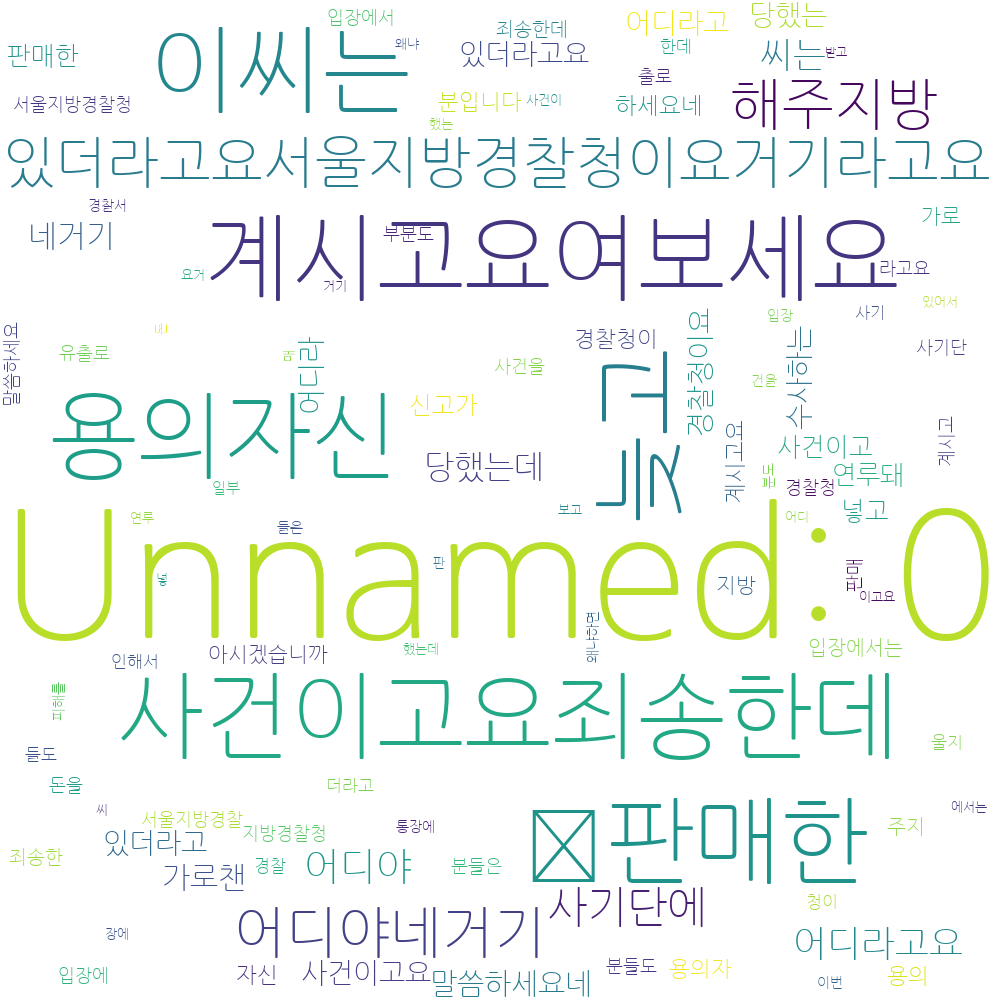 입장에서
당했는
어디라고
죄송한데
왜냐
한데
판매한
이씨는
있더라고요
씨는
받고
출로
해주지방
서울지방경찰청
분입니다
사건이
하세요네
했는
있더라고요서울지방경찰청이요거기라고요
경찰서
가로
네거기
부분도
계시고요여보세요
라고요
요거
거기
있어서
사기
입장
말씀하세요
경찰청이
경찰청이요
수사하는
사기단
유출로
어디라
사건을
늦고
건을
용의자신
신고가
계시고요
계시고
사건이고
당했는데
연루돼
경찰청
일부
넣고
보고
연루
들은
어디
Unnamed: 0
판
넣
지방
판매
이고요
왜냐하면
입장에서는
인해서
아시겠습니까
했는데
피해를
사건이고요죄송한데
울지
들도
돈을
더라고
씨
에서는
서울지방경찰
지방경찰청
통장에
주지
판매한
있더라고
죄송한
경찰
어디야
분들은
가로챈
사기단에
청이
어디야네거기
장에
어디라고요
입장에
자신
사건이고요
말씀하세요네
분들도
용의자
용의
이번